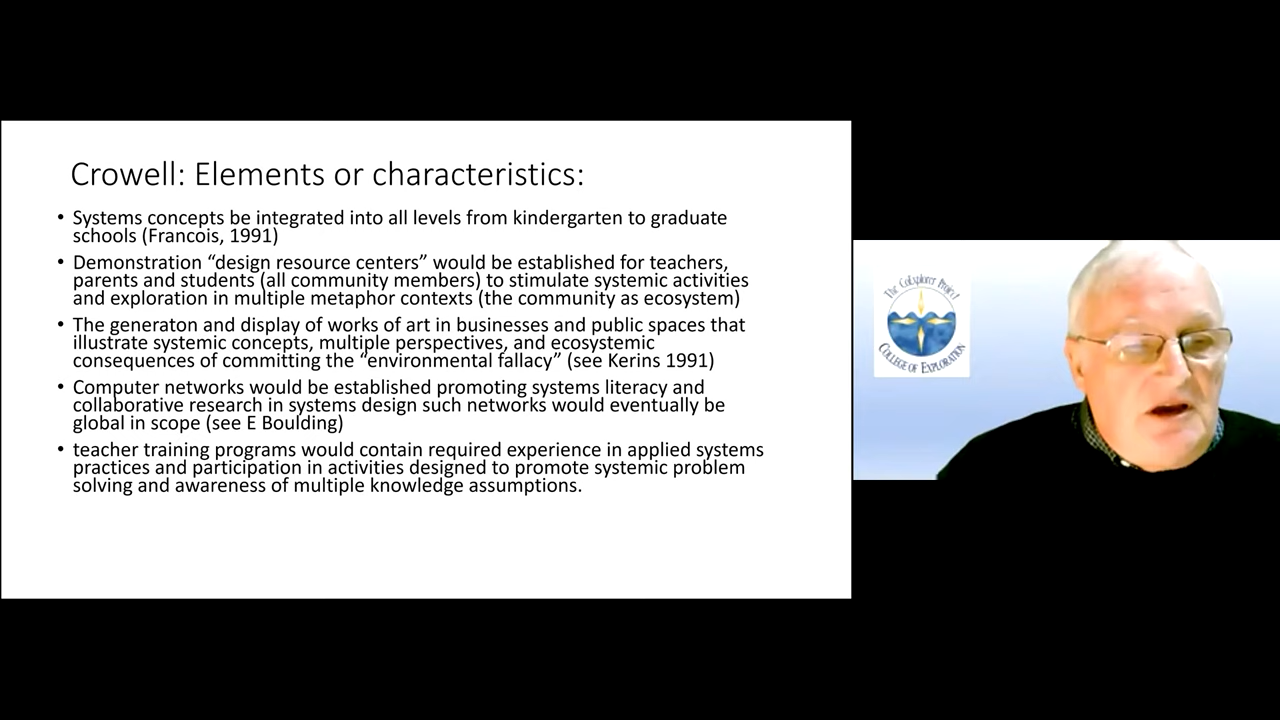 Crowell: Elements or characteristics:
• Systems concepts be integrated into all levels from kindergarten to graduate
schools (Francois, 1991)
• Demonstration “design resource centers” would be established for teachers,
parents and students (all community members) to stimulate systemic activities
and exploration in multiple metaphor contexts (the community as ecosystem)
• The generaton and display of works of art in businesses and public spaces that
illustrate systemic concepts, multiple perspectives, and ecosystemic
consequences of committing the “environmental fallacy” (see Kerins 1991)
• Computer networks would be established promoting systems literacy and
collaborative research in systems design such networks would eventually be
global in scope (see E Boulding)
• teacher training programs would contain required experience in applied systems
practices and participation in activities designed to promote systemic problem
solving and awareness of multiple knowledge assumptions.
The CoExplorer Project
COLLEGE OF EXPLORATION